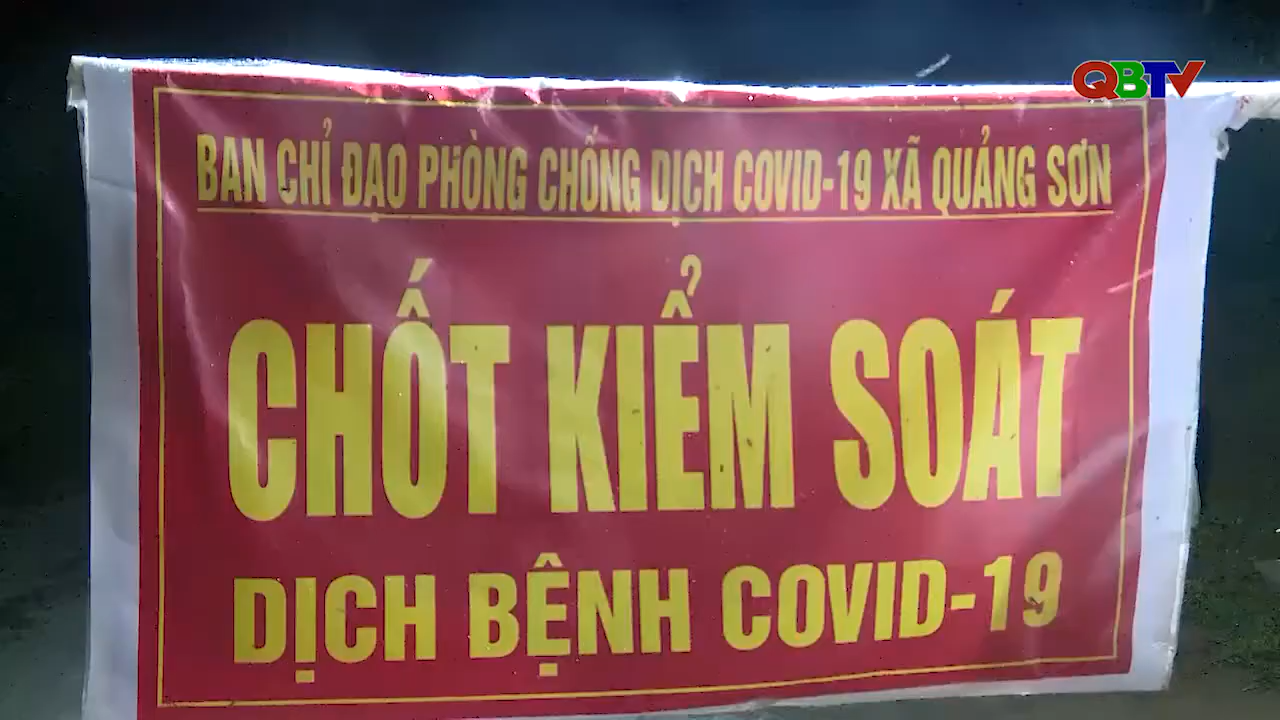 QBTV
BAN CHỈ ĐẠO PHÒNG CHỐNG DỊCH COVID-19 XÃ QUẢNG SƠN
CHỐT KIỂM SOÁT
DỊCH BỆNH COVID-19